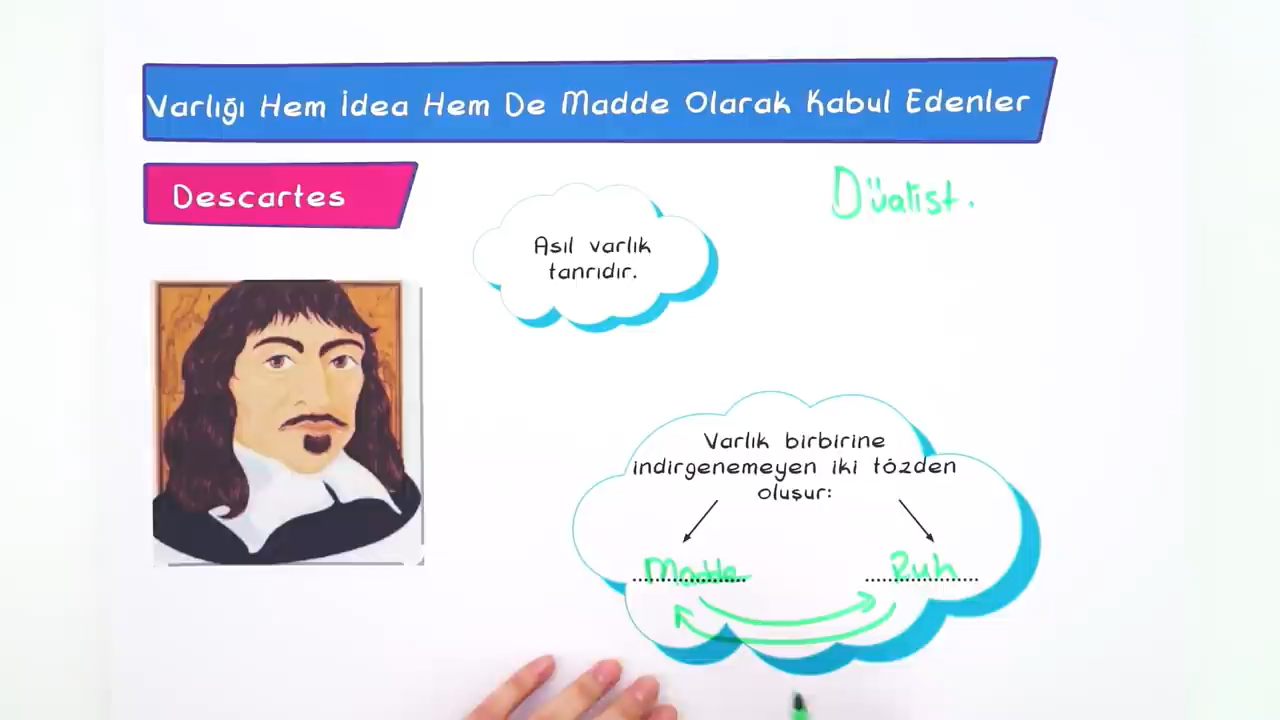 Varlığı Hem İdea Hem De Madde Olarak Kabul Edenler
Descartes
Düalist.
Asıl varlık
tanrıdır.
Varlık birbirine
indirgenemeyen iki tözden
oluşur:
Madde
Ruh